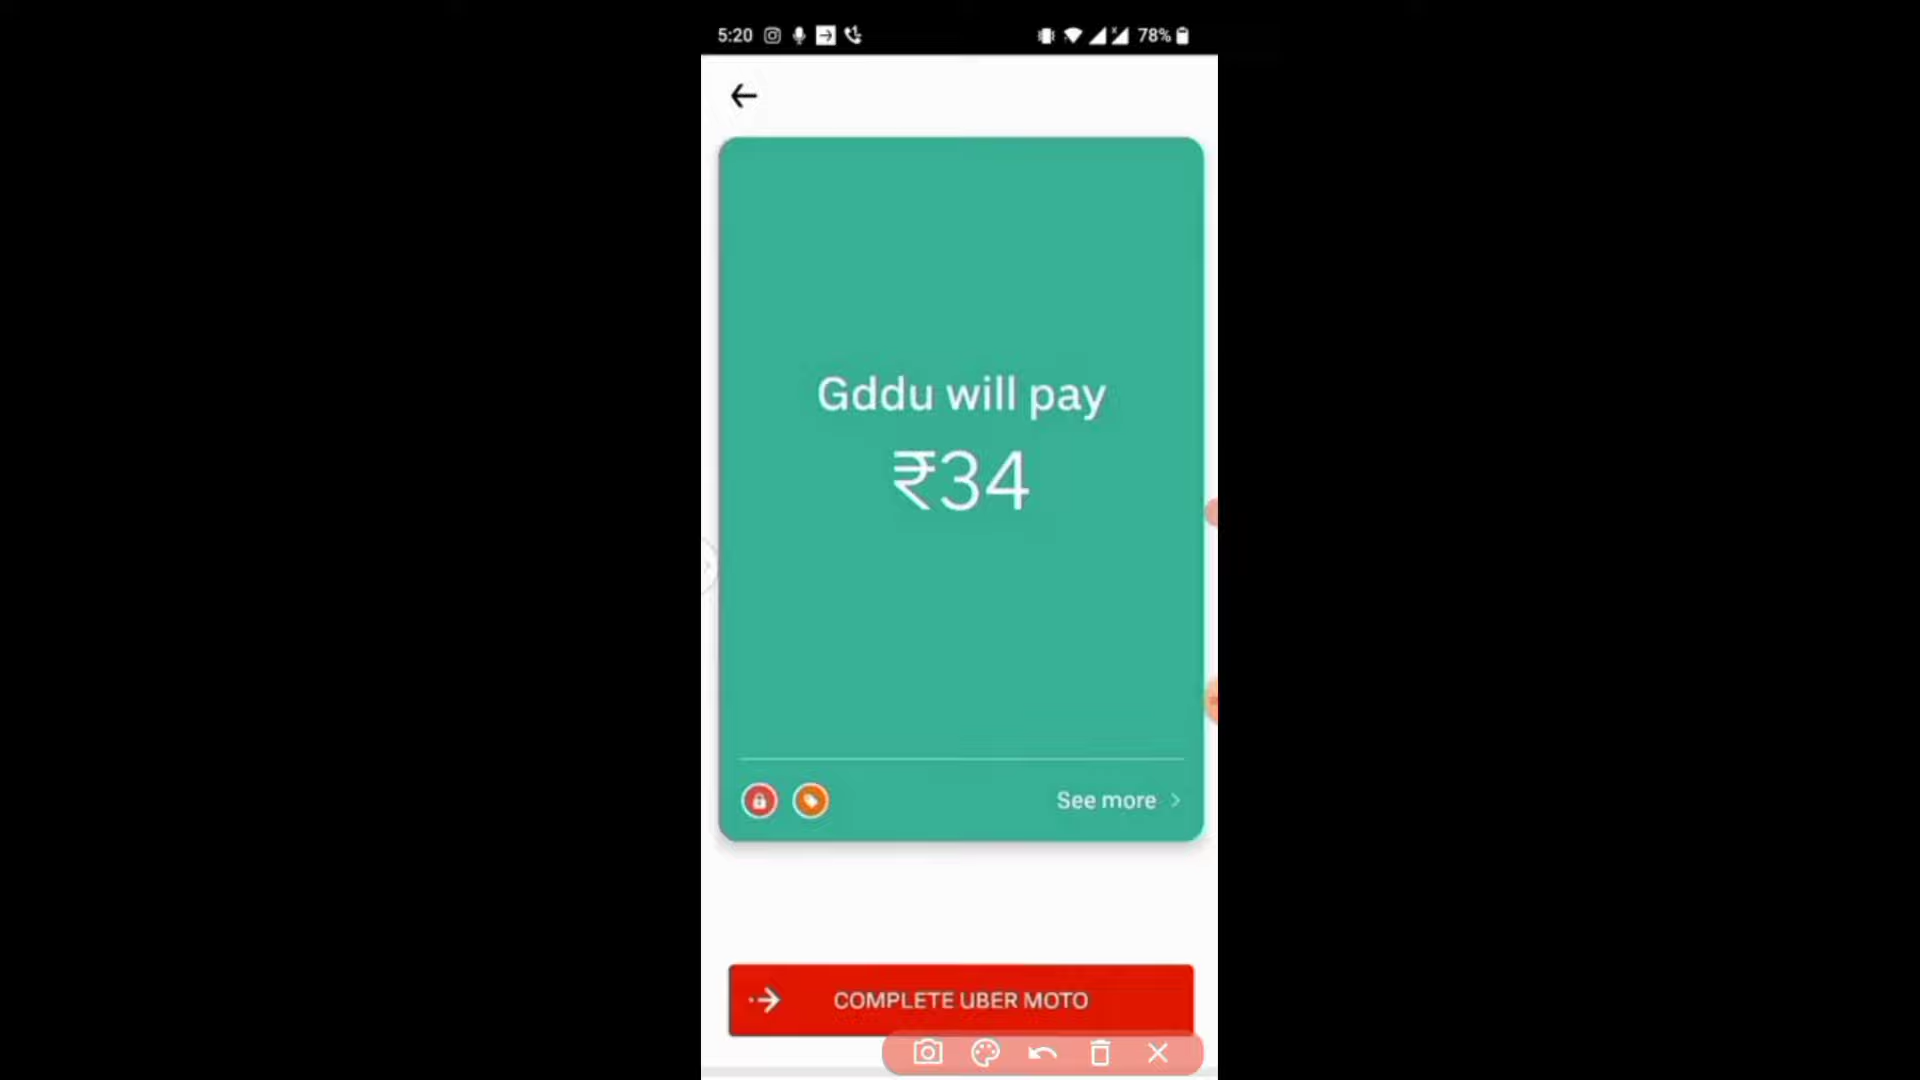 5:20 78%
Gddu will pay
₹34
See more
COMPLETE UBER MOTO